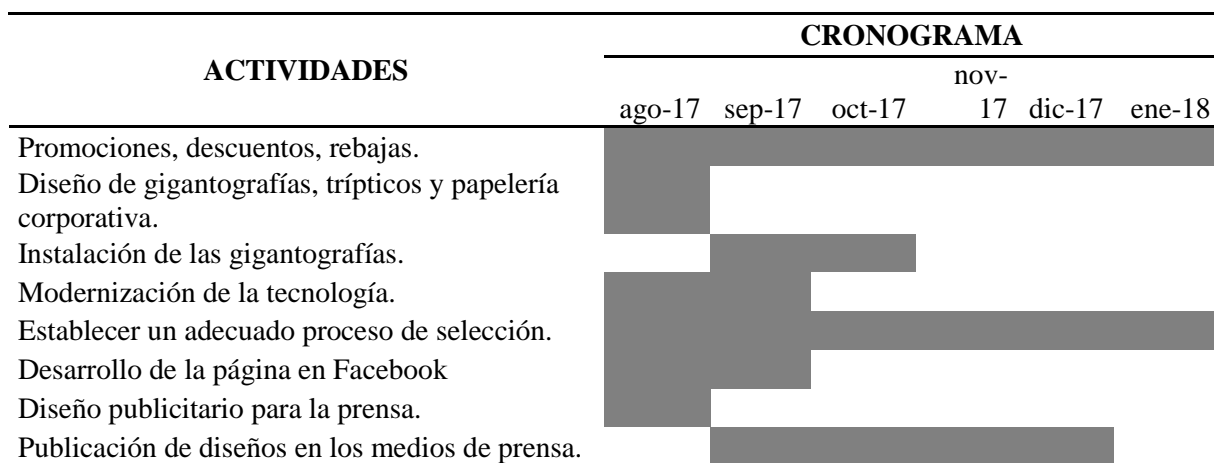 CRONOGRAMA
ACTIVIDADES
nov-
ago-17 sep-17 oct-17 17 dic-17 ene-18
Promociones, descuentos, rebajas.
Diseño de gigantografías, trípticos y papelería
corporativa.
Instalación de las gigantografías.
Modernización de la tecnología.
Establecer un adecuado proceso de selección.
Desarrollo de la página en Facebook
Diseño publicitario para la prensa.
Publicación de diseños en los medios de prensa.